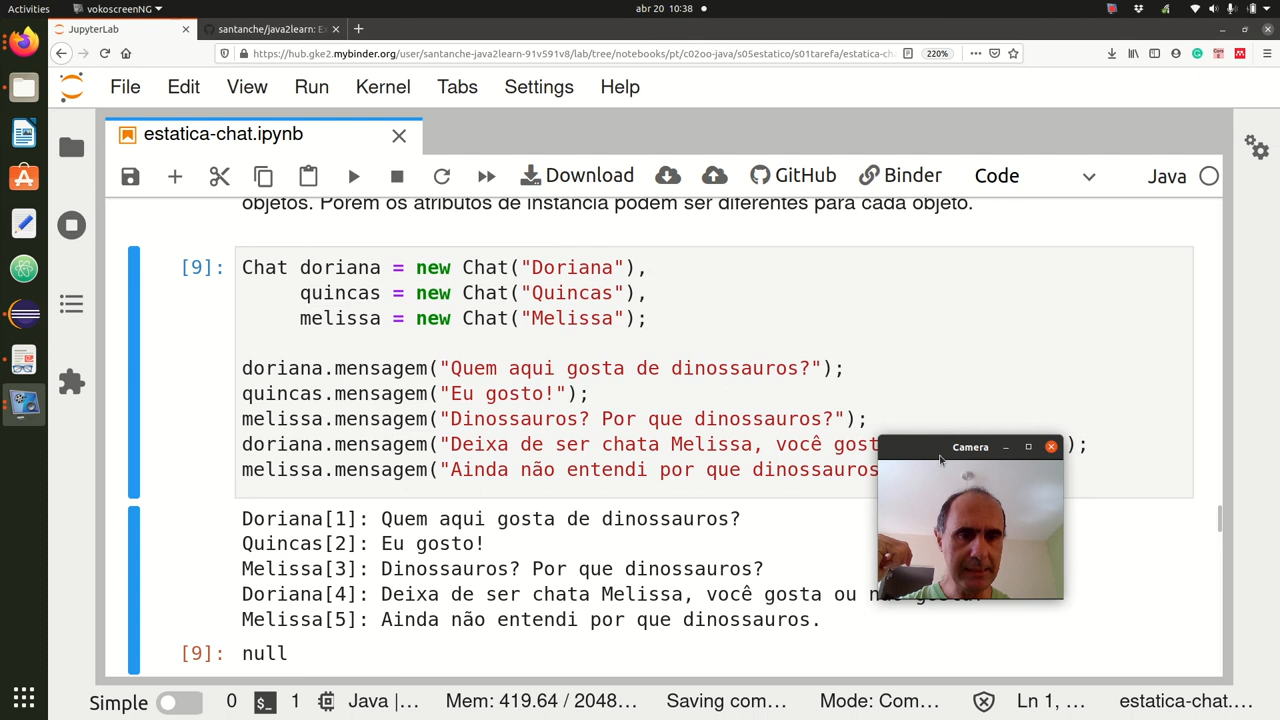 Activities
vokoscreenNG
abr 20 10:38
JupyterLab
santanche/java2learn: E
https://hub.gke2.mybinder.org/user/santanche-java2learn-91v591v8/lab/tree/notebooks/pt/c02oo-java/s05estatico/s01tarefa/estatica-ch
220%
File Edit View Run Kernel Tabs Settings Help
estatica-chat.ipynb
Download GitHub Binder Code Java
objetos. Porém os atributos de instância podem ser diferentes para cada objeto.
[9]: Chat doriana = new Chat("Doriana"),
quincas = new Chat("Quincas"),
melissa = new Chat("Melissa");
doriana.mensagem("Quem aqui gosta de dinossauros?");
quincas.mensagem("Eu gosto!");
melissa.mensagem("Dinossauros? Por que dinossauros?");
doriana.mensagem("Deixa de ser chata Melissa, você gost );
melissa.mensagem("Ainda não entendi por que dinossauros
Camera
Doriana[1]: Quem aqui gosta de dinossauros?
Quincas[2]: Eu gosto!
Melissa[3]: Dinossauros? Por que dinossauros?
Doriana[4]: Deixa de ser chata Melissa, você gosta ou
Melissa[5]: Ainda não entendi por que dinossauros.
[9]: null
Simple 0 $_ 1 Java |... Mem: 419.64 / 2048... Saving com... Mode: Com... Ln 1, ... estatica-chat....